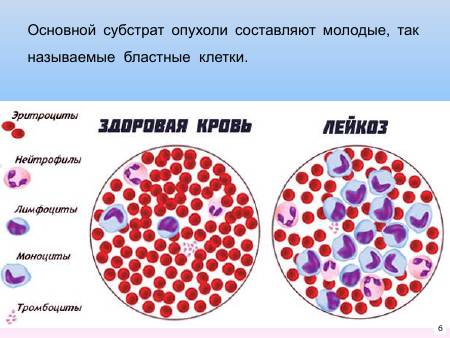 Основной субстрат опухоли составляют молодые, так
называемые бластные клетки.
Эритроциты
ЗДОРОВАЯ КРОВЬ
ЛЕЙКОЗ
Нейтрофилы
Лимфоциты
Моноциты
Тромбоциты
6